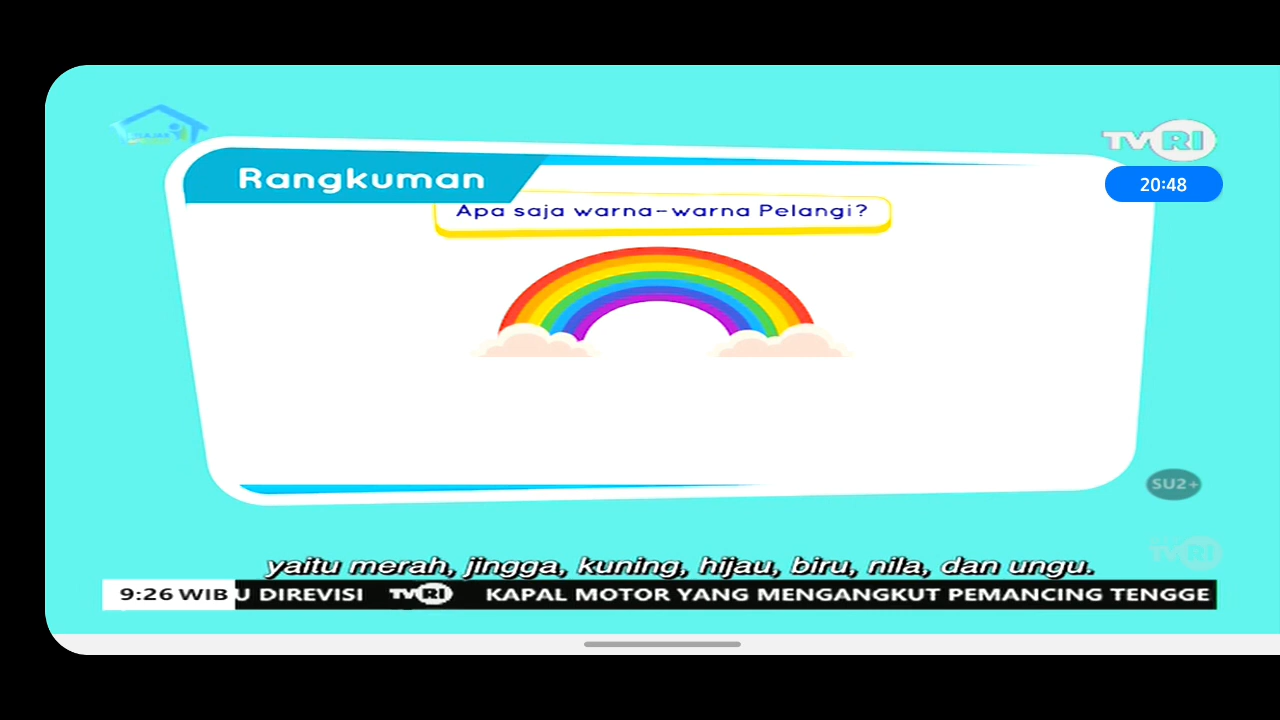 TVRI
Rangkuman
20:48
Apa saja warna-warna Pelangi?
SU2+
TVRI
yaitu merah, jingga, kuning, hijau, biru, nila, dan ungu.
9:26 WIB U DIREVISI TVRI KAPAL MOTOR YANG MENGANGKUT PEMANCING TENGGE